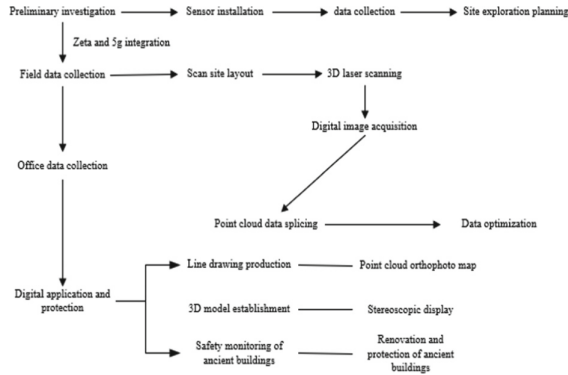 Preliminary investigation
Sensor installation
data collection
Site exploration planning
Zeta and 5g integration
Field data collection
Scan site layout
3D laser scanning
Digital image acquisition
Office data collection
Point cloud data splicing
Data optimization
Line drawing production
Point cloud orthophoto map
Digital application and
protection
3D model establishment
Stereoscopic display
Safety monitoring of
ancient buildings
Renovation and
protection of ancient
buildings